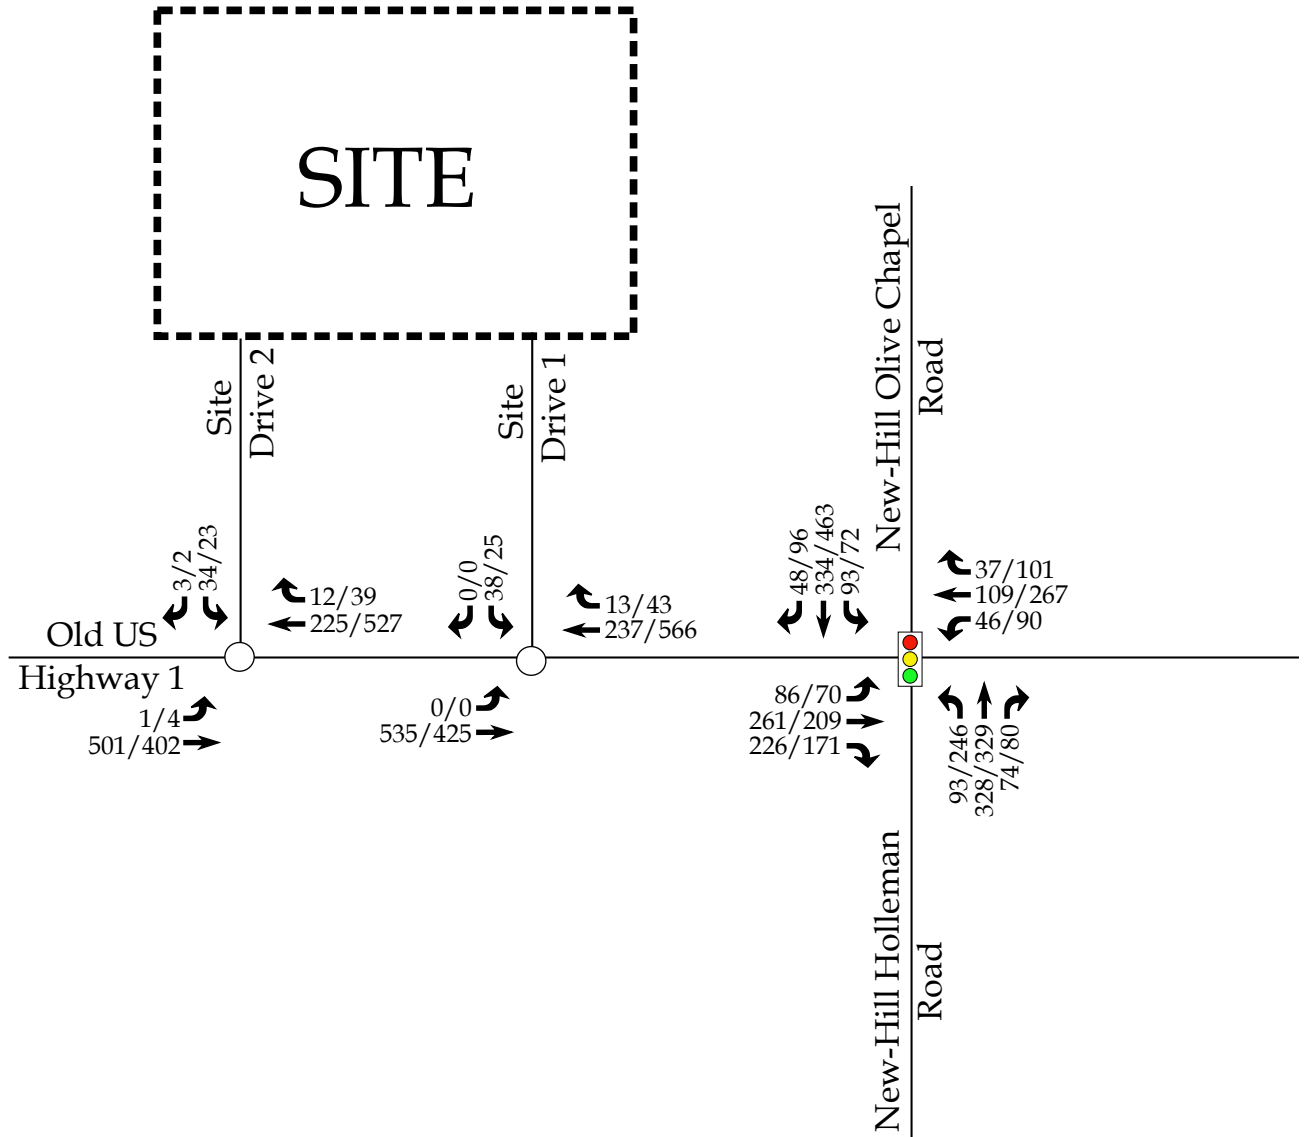 SITE
New-Hill Olive Chapel
Road
Site
Drive 2
Site
Drive 1
3/2
34/23
12/39
225/527
0/0
38/25
13/43
237/566
48/96
334/463
93/72
37/101
109/267
46/90
Old US
Highway 1
1/4
501/402
0/0
535/425
86/70
261/209
226/171
93/246
328/329
74/80
New-Hill Holleman
Road